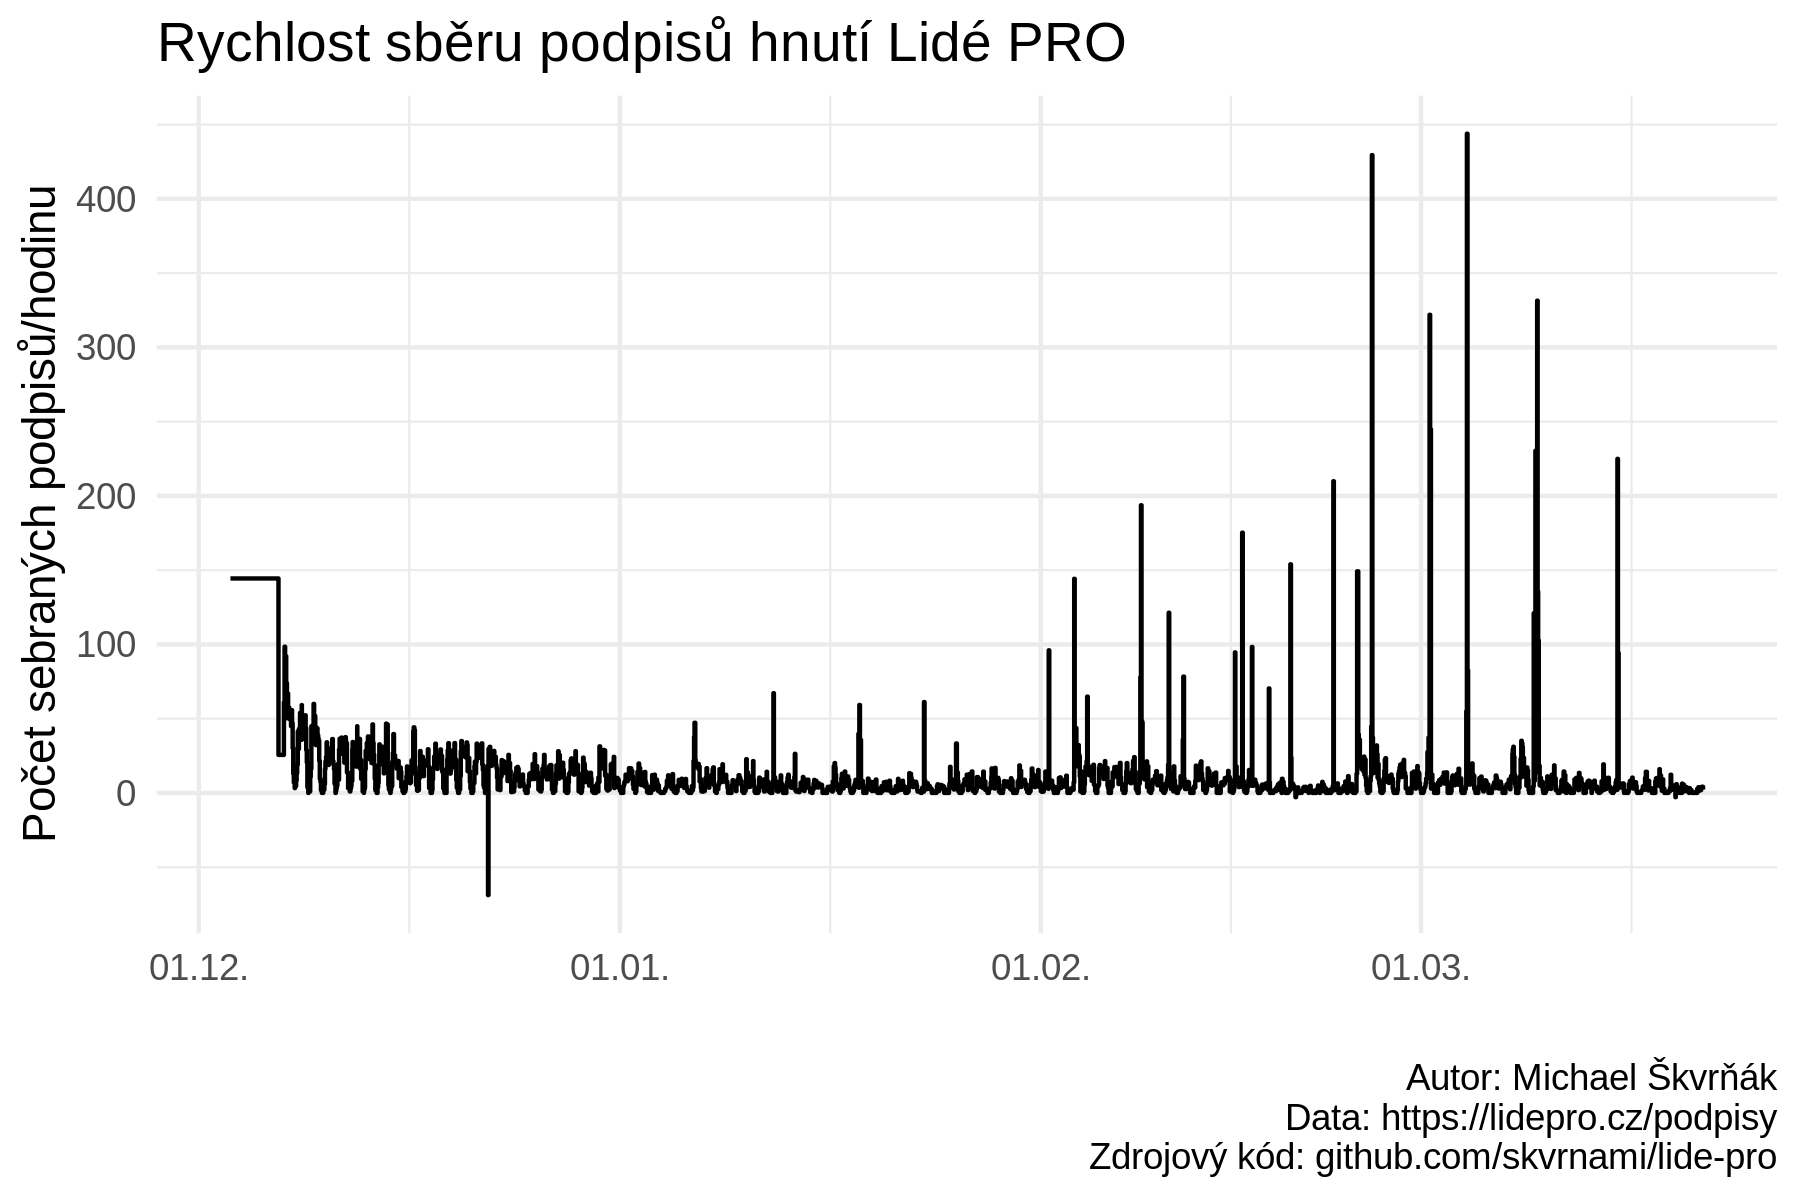 Rychlost sběru podpisů hnutí Lidé PRO
Počet sebraných podpisů/hodinu
400
300
200
100
0
01.12.
01.01.
01.02.
01.03.
Autor: Michael Škvrňák
Data: https://lidepro.cz/podpisy
Zdrojový kód: github.com/skvrnami/lide-pro